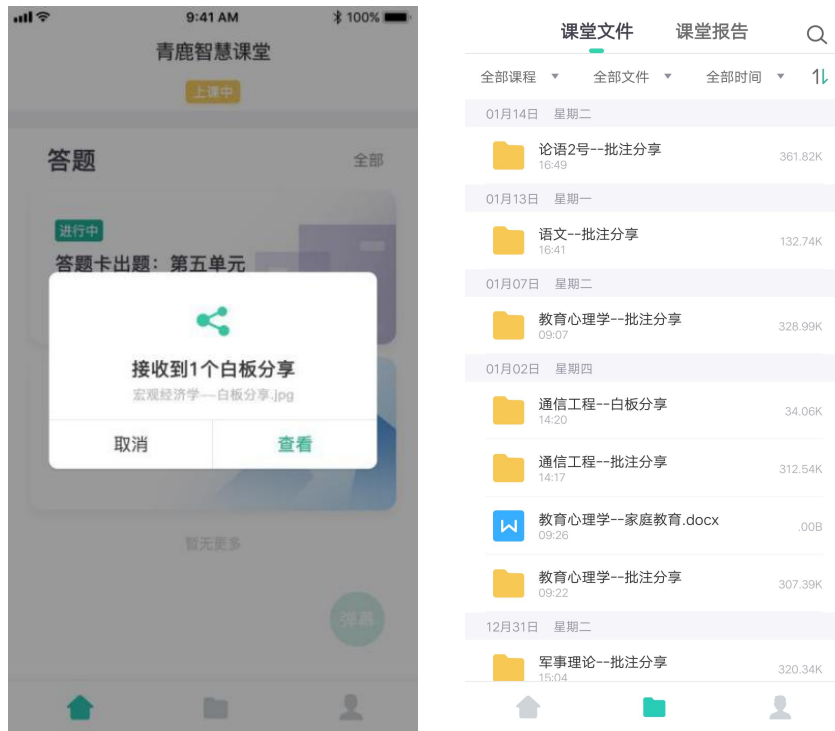 9:41 AM
100%
青鹿智慧课堂
上课中
答题
全部
进行中
答题卡出题：第五单元
接收到1个白板分享
宏观经济学--白板分享.jpg
取消
查看
暂无更多
弹幕
课堂文件
课堂报告
全部课程
全部文件
全部时间
01月14日 星期二
论语2号--批注分享
16:49
361.82K
01月13日 星期一
语文--批注分享
16:41
132.74K
01月07日 星期二
教育心理学--批注分享
09:07
328.99K
01月02日 星期四
通信工程--白板分享
14:20
34.06K
通信工程--批注分享
14:17
312.54K
教育心理学--家庭教育.docx
09:26
.00B
教育心理学--批注分享
09:22
307.39K
12月31日 星期二
军事理论--批注分享
15:04
320.34K